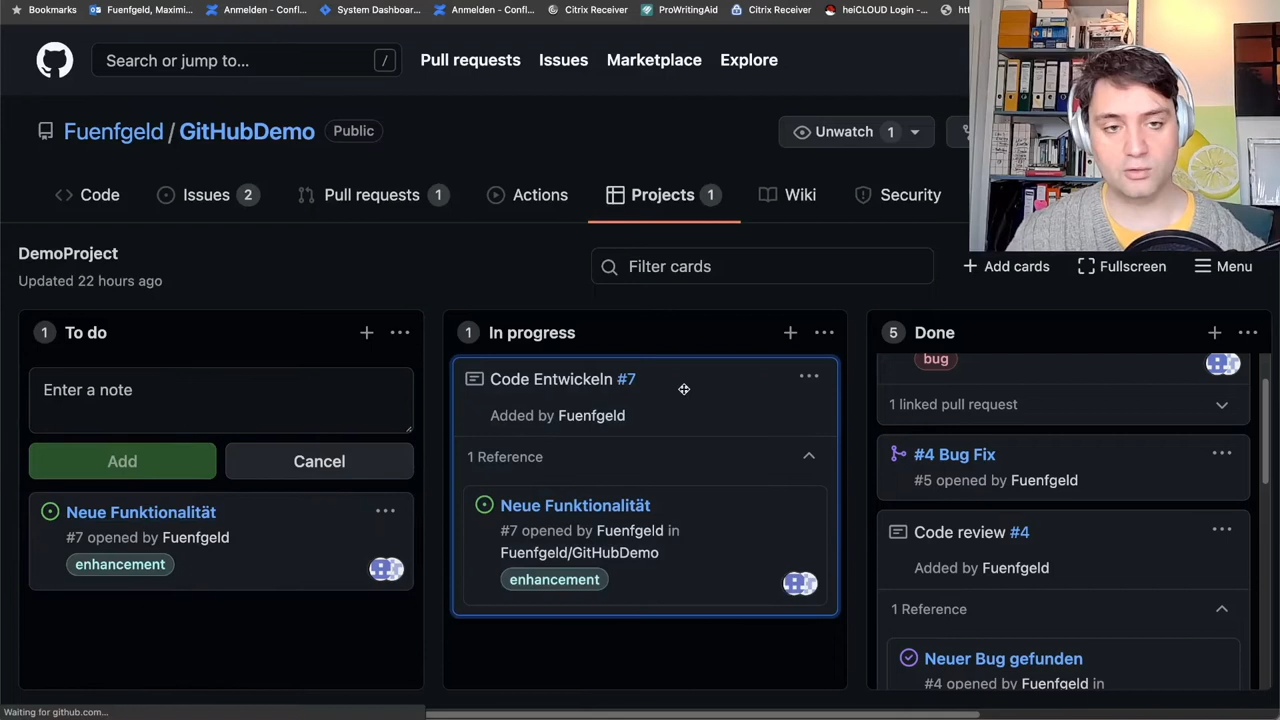 Bookmarks
Fuenfgeld, Maximi...
Anmelden - Confl...
System Dashboar...
Anmelden - Confl...
Citrix Receiver
ProWritingAid
Citrix Receiver
heiCLOUD Login -...
Search or jump to...
/
Pull requests
Issues
Marketplace
Explore
Fuenfgeld / GitHubDemo
Public
Unwatch 1
Code
Issues 2
Pull requests 1
Actions
Projects 1
Wiki
Security
DemoProject
Updated 22 hours ago
Filter cards
+ Add cards
Fullscreen
Menu
1 To do
Enter a note
Add
Cancel
Neue Funktionalität
#7 opened by Fuenfgeld
enhancement
1 In progress
Code Entwickeln #7
Added by Fuenfgeld
1 Reference
Neue Funktionalität
#7 opened by Fuenfgeld in
Fuenfgeld/GitHubDemo
enhancement
5 Done
bug
1 linked pull request
#4 Bug Fix
#5 opened by Fuenfgeld
Code review #4
Added by Fuenfgeld
1 Reference
Neuer Bug gefunden
#4 opened by Fuenfgeld in
Waiting for github.com...